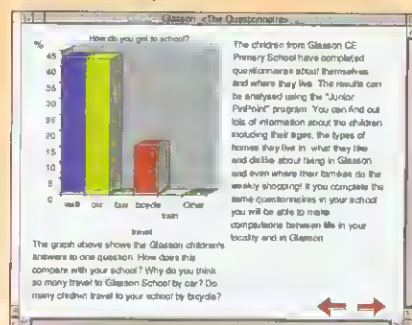 Glasson <The Questionnaire>
How do you get to school?
%
45
40
35
30
25
20
15
10
5
0
walk car bus bicycle Other
train
travel
The graph above shows the Glasson children's
answers to one question. How does this
compare with your school? Why do you think
so many travel to Glasson School by car? Do
many children travel to your school by bicycle?
The children from Glasson CE
Primary School have completed
questionnaires about themselves
and where they live. The results can
be analysed using the "Junior
PinPoint" program. You can find out
lots of information about the children
including their ages, the types of
homes they live in, what they like
and dislike about living in Glasson
and even where their families do the
weekly shopping! If you complete the
same questionnaires in your school
you will be able to make
comparisons between life in your
locality and in Glasson